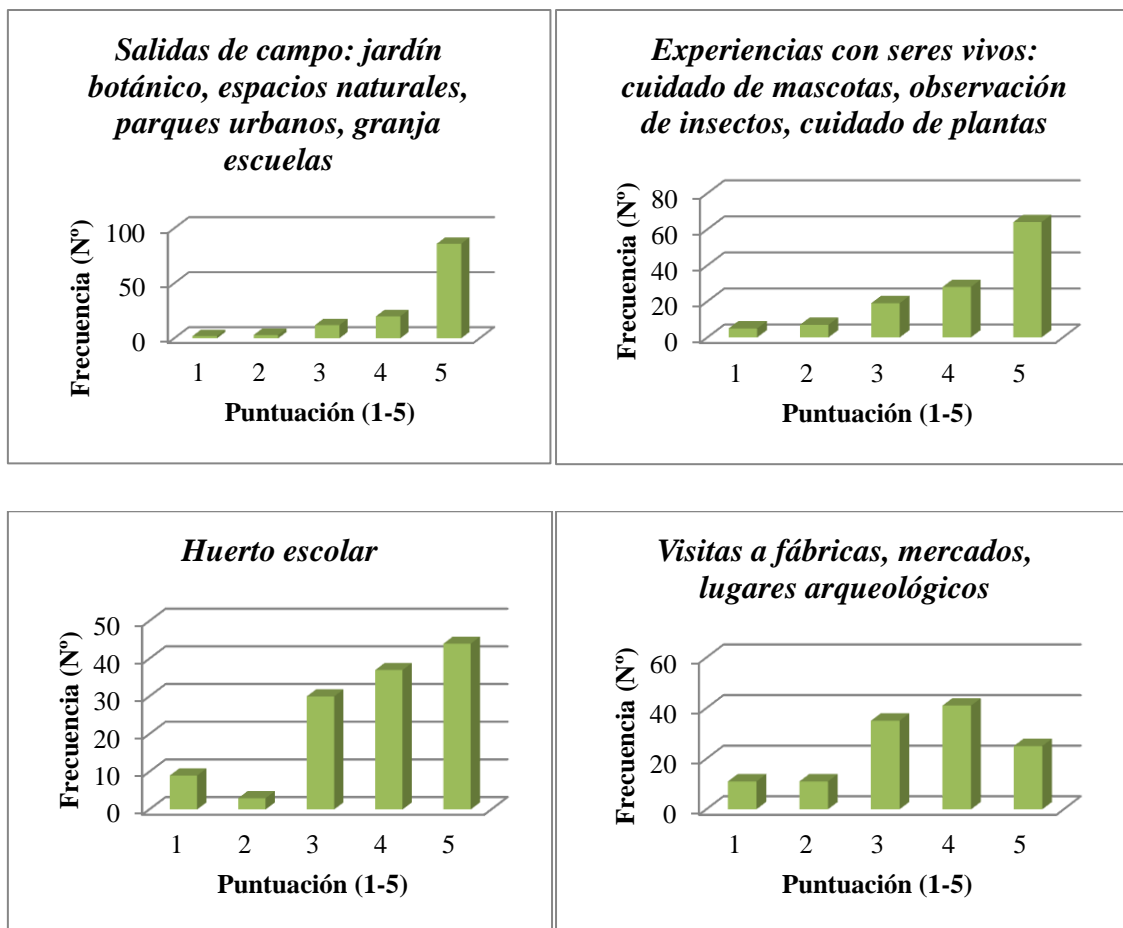 Salidas de campo: jardín
botánico, espacios naturales,
parques urbanos, granja
escuelas
Frecuencia (Nº)
100
50
0
1 2 3 4 5
Puntuación (1-5)
Experiencias con seres vivos:
cuidado de mascotas, observación
de insectos, cuidado de plantas
Frecuencia (Nº)
80
60
40
20
0
1 2 3 4 5
Puntuación (1-5)
Huerto escolar
Frecuencia (Nº)
50
40
30
20
10
0
1 2 3 4 5
Puntuación (1-5)
Visitas a fábricas, mercados,
lugares arqueológicos
Frecuencia (Nº)
60
40
20
0
1 2 3 4 5
Puntuación (1-5)